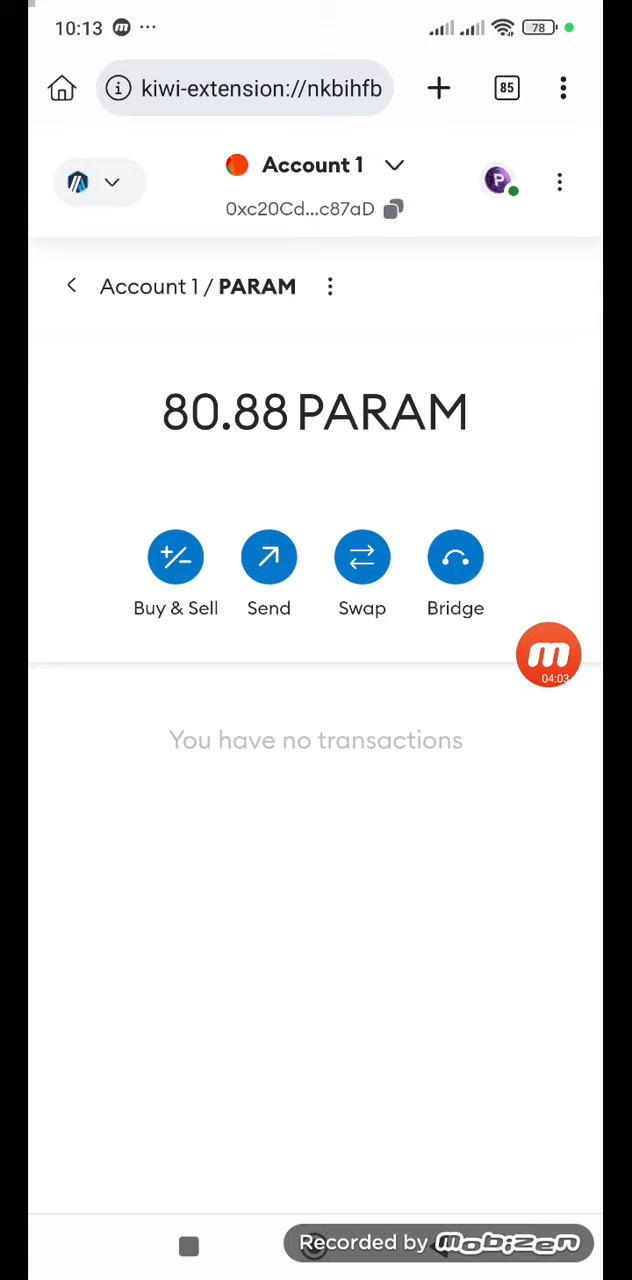 10:13 m ...
78
kiwi-extension://nkbihfb
85
Account 1
P
0xc20Cd...c87aD
Account 1 / PARAM
80.88 PARAM
Buy & Sell Send Swap Bridge
m
04:03
You have no transactions
Recorded by mobizen